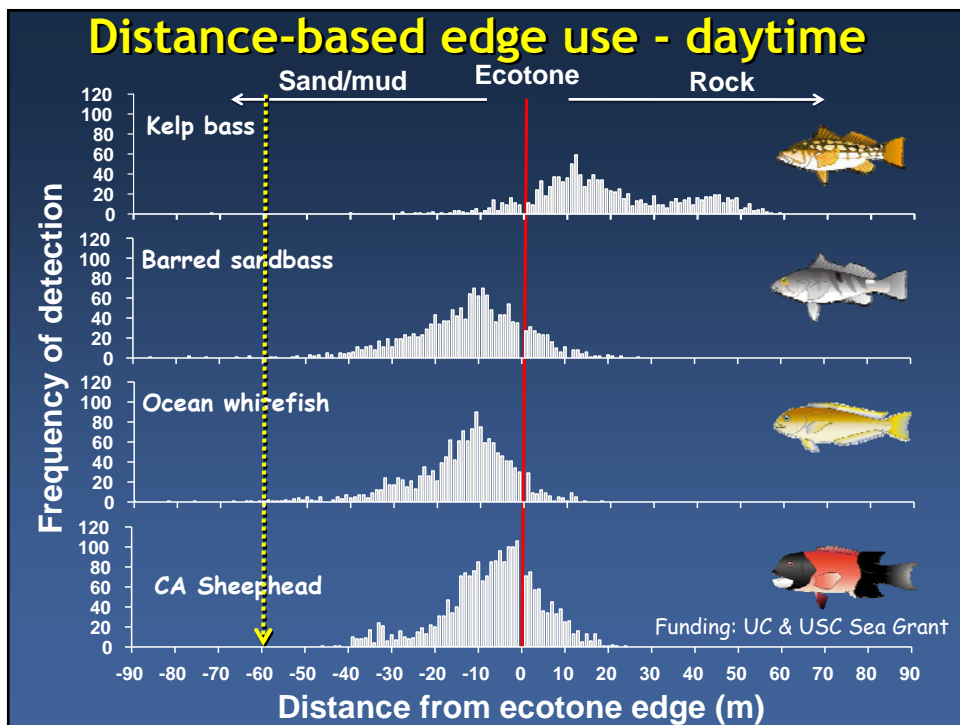 Distance-based edge use - daytime
Sand/mud
Ecotone
Rock
Frequency of detection
120
100
80
60
40
20
0
Kelp bass
120
100
80
60
40
20
0
Barred sandbass
120
100
80
60
40
20
0
Ocean whitefish
120
100
80
60
40
20
0
CA Sheephead
Funding: UC & USC Sea Grant
-90 -80 -70 -60 -50 -40 -30 -20 -10 0 10 20 30 40 50 60 70 80 90
Distance from ecotone edge (m)